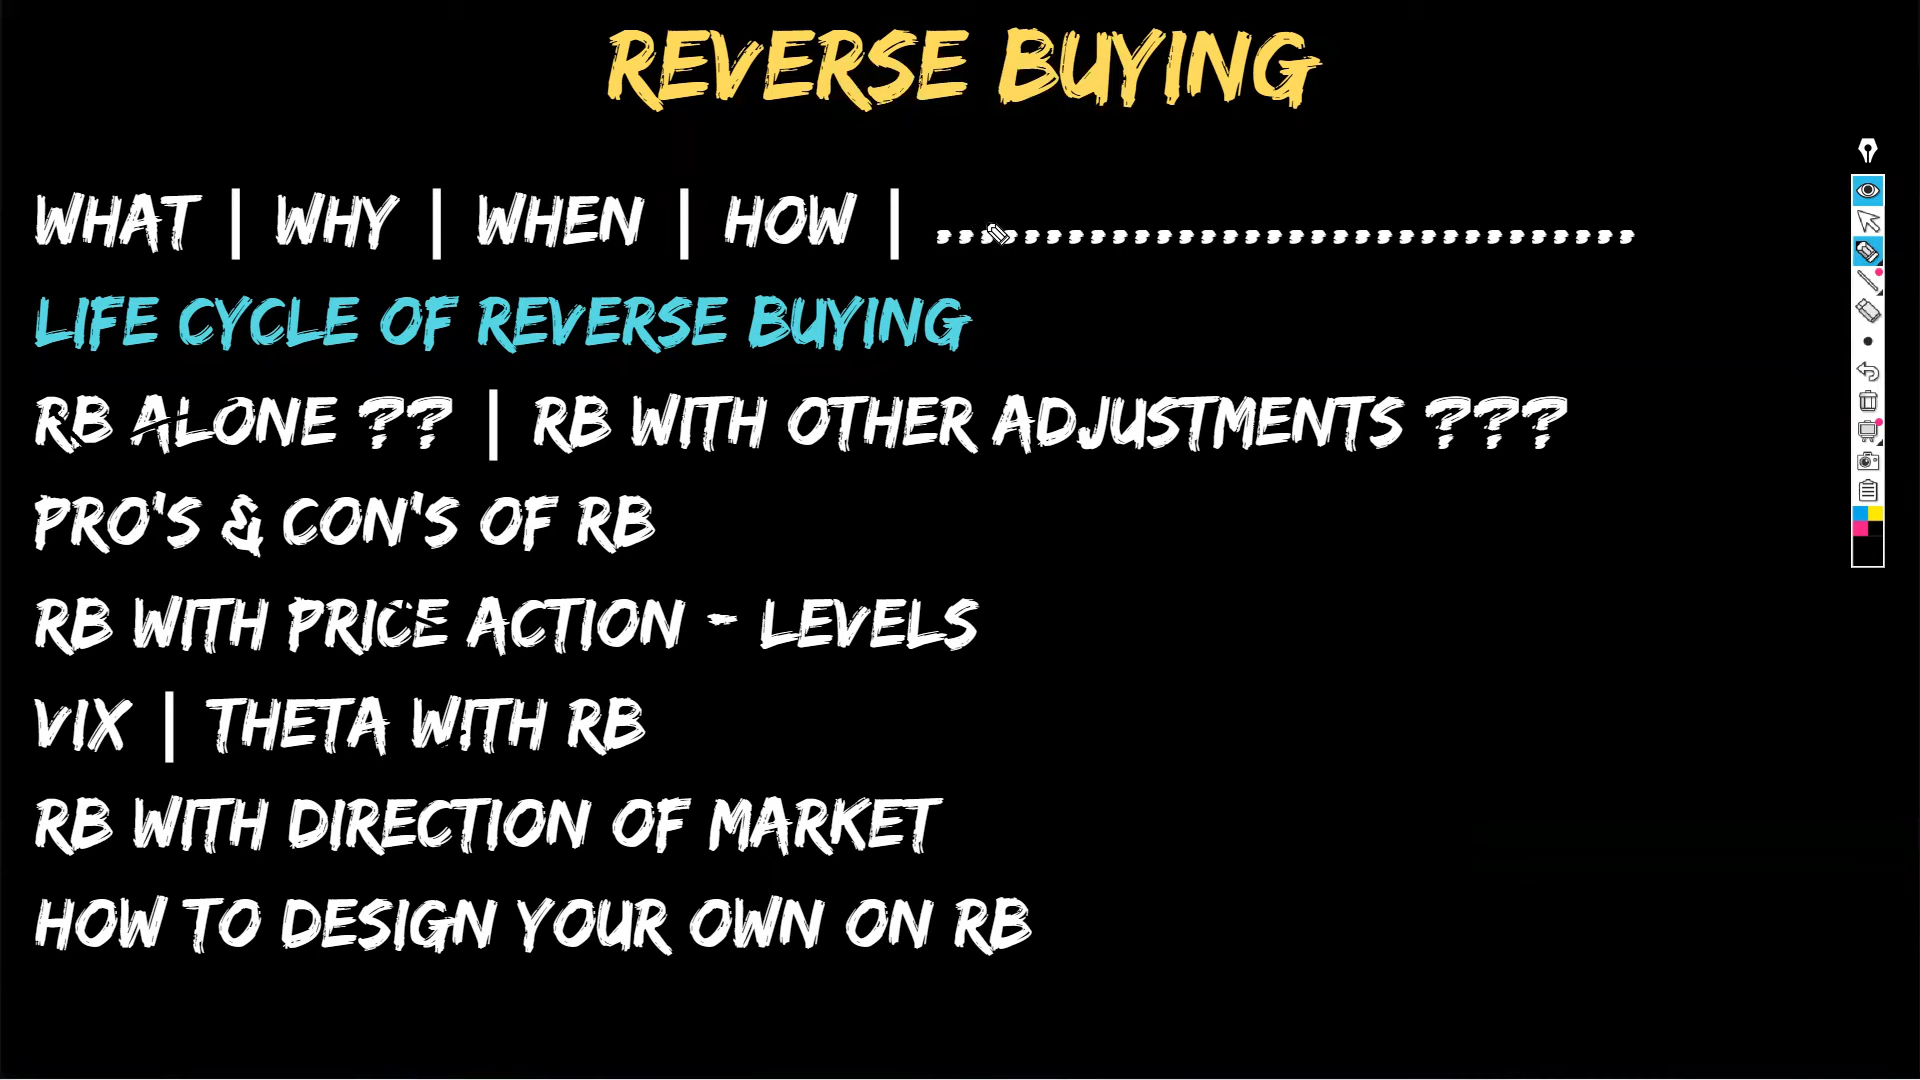 REVERSE BUYING
WHAT | WHY | WHEN | HOW | ................................
LIFE CYCLE OF REVERSE BUYING
RB ALONE ?? | RB WITH OTHER ADJUSTMENTS ???
PRO'S & CON'S OF RB
RB WITH PRICE ACTION - LEVELS
VIX | THETA WITH RB
RB WITH DIRECTION OF MARKET
HOW TO DESIGN YOUR OWN ON RB